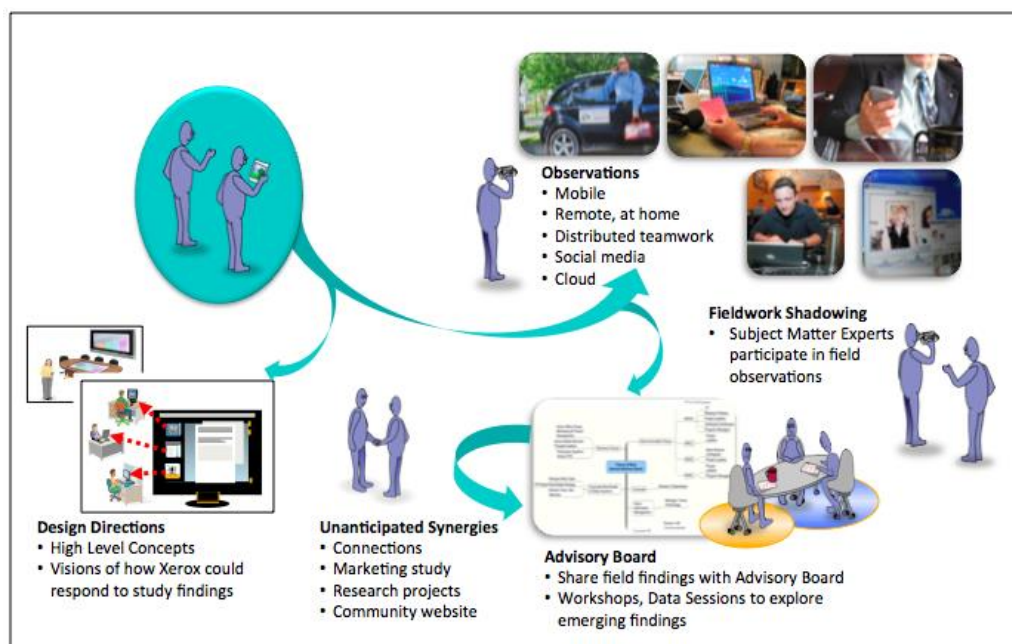 Observations
• Mobile
• Remote, at home
• Distributed teamwork
• Social media
• Cloud
Fieldwork Shadowing
• Subject Matter Experts
participate in field
observations
Design Directions
• High Level Concepts
• Visions of how Xerox could
respond to study findings
Unanticipated Synergies
• Connections
• Marketing study
• Research projects
• Community website
Advisory Board
• Share field findings with Advisory Board
• Workshops, Data Sessions to explore
emerging findings